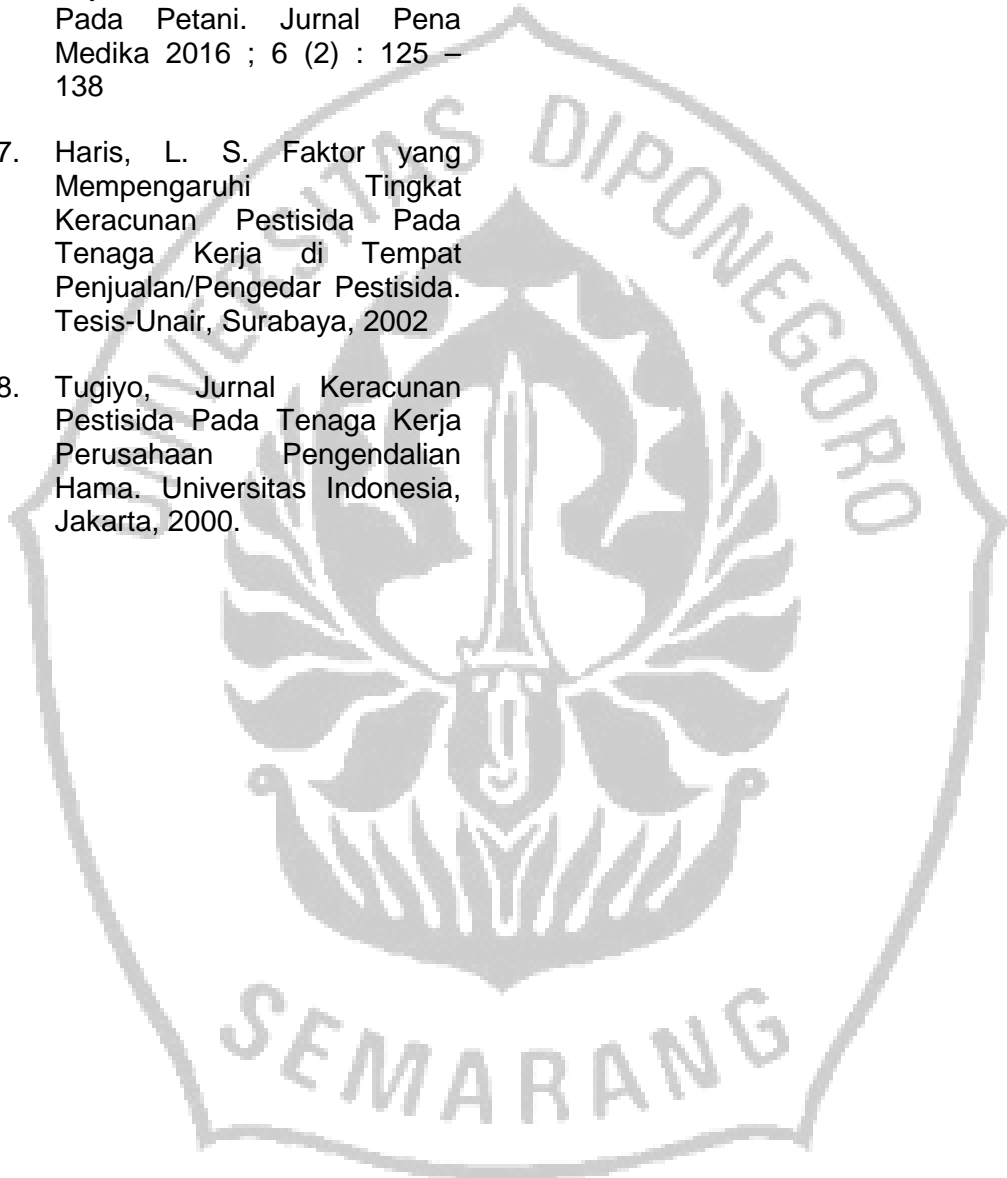 Pada Petani. Jurnal Pena
Medika 2016 ; 6 (2) : 125 –
138
7. Haris, L. S. Faktor yang
Mempengaruhi Tingkat
Keracunan Pestisida Pada
Tenaga Kerja di Tempat
Penjualan/Pengedar Pestisida.
Tesis-Unair, Surabaya, 2002
8. Tugiyo, Jurnal Keracunan
Pestisida Pada Tenaga Kerja
Perusahaan Pengendalian
Hama. Universitas Indonesia,
Jakarta, 2000.
UNIVERSITAS DIPONEGORO
SEMARANG